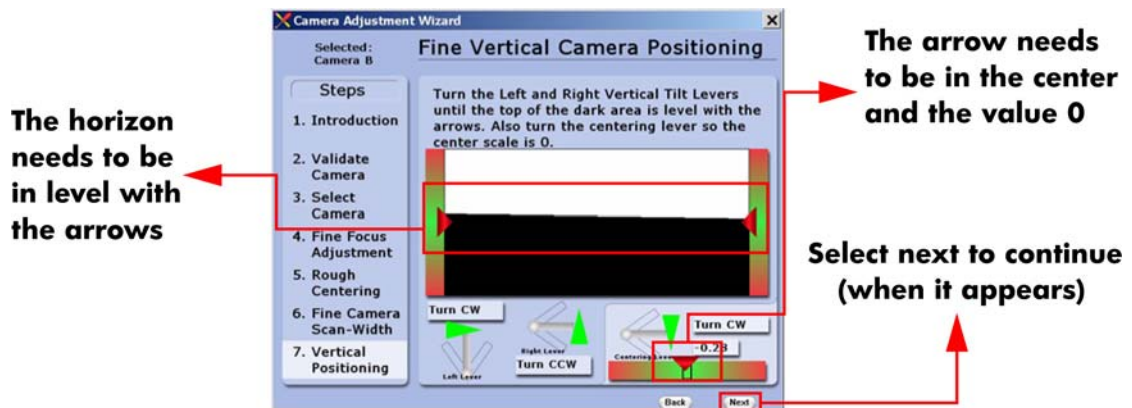 Camera Adjustment Wizard
Selected:
Camera B
Fine Vertical Camera Positioning
Steps
1. Introduction
2. Validate
Camera
3. Select
Camera
4. Fine Focus
Adjustment
5. Rough
Centering
6. Fine Camera
Scan-Width
7. Vertical
Positioning
Turn the Left and Right Vertical Tilt Levers
until the top of the dark area is level with the
arrows. Also turn the centering lever so the
center scale is 0.
Turn CW
Left Lever
Right Lever
Turn CCW
Centering Lever
Turn CW
-0.23
Back
Next
The horizon
needs to be
in level with
the arrows
The arrow needs
to be in the center
and the value 0
Select next to continue
(when it appears)